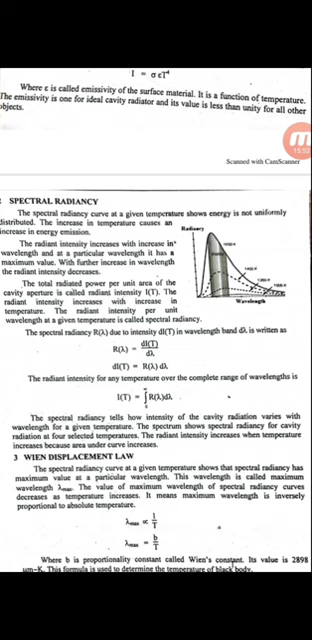 I = σ εT⁴
Where ε is called emissivity of the surface material. It is a function of temperature.
The emissivity is one for ideal cavity radiator and its value is less than unity for all other
objects.
15:52
Scanned with CamScanner
SPECTRAL RADIANCY
The spectral radiancy curve at a given temperature shows energy is not uniformly
distributed. The increase in temperature causes an
increase in energy emission.
Radiancy
The radiant intensity increases with increase in
wavelength and at a particular wavelength it has a
maximum value. With further increase in wavelength
the radiant intensity decreases.
The total radiated power per unit area of the
cavity aperture is called radiant intensity I(T). The
radiant intensity increases with increase in
temperature. The radiant intensity per unit
Wavelength
wavelength at a given temperature is called spectral radiancy.
The spectral radiancy R(λ) due to intensity dI(T) in wavelength band dλ is written as
R(λ) = dI(T)/dλ
dI(T) = R(λ) dλ
The radiant intensity for any temperature over the complete range of wavelengths is
I(T) = ∫R(λ)dλ
The spectral radiancy tells how intensity of the cavity radiation varies with
wavelength for a given temperature. The spectrum shows spectral radiancy for cavity
radiation at four selected temperatures. The radiant intensity increases when temperature
increases because area under curve increases.
3 WIEN DISPLACEMENT LAW
The spectral radiancy curve at a given temperature shows that spectral radiancy has
maximum value at a particular wavelength. This wavelength is called maximum
wavelength λmax. The value of maximum wavelength of spectral radiancy curves
decreases as temperature increases. It means maximum wavelength is inversely
proportional to absolute temperature.
λmax ∝ 1/T
λmax = b/T
Where b is proportionality constant called Wien's constant. Its value is 2898
μm-K. This formula is used to determine the temperature of black body.